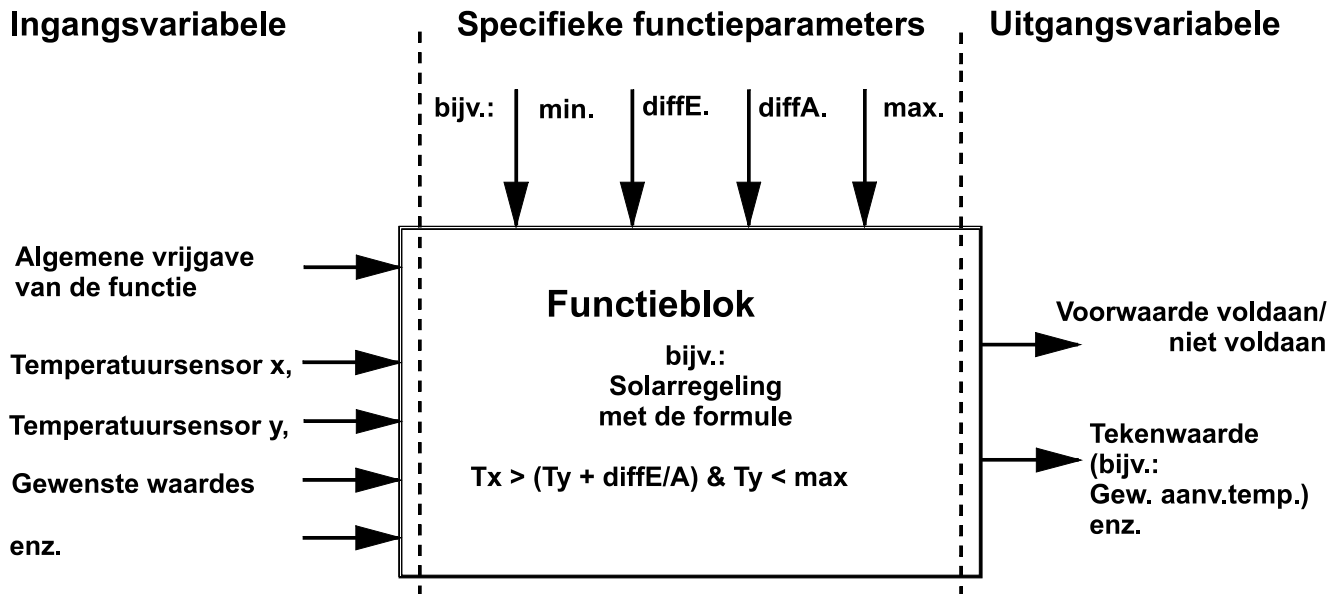 Ingangsvariabele
Specifieke functieparameters
Uitgangsvariabele
bijv.:
min.
diffE.
diffA.
max.
Algemene vrijgave
van de functie
Temperatuursensor x,
Temperatuursensor y,
Gewenste waardes
enz.
Functieblok
bijv.:
Solarregeling
met de formule
Tx > (Ty + diffE/A) & Ty < max
Voorwaarde voldaan/
niet voldaan
Tekenwaarde
(bijv.:
Gew. aanv.temp.)
enz.